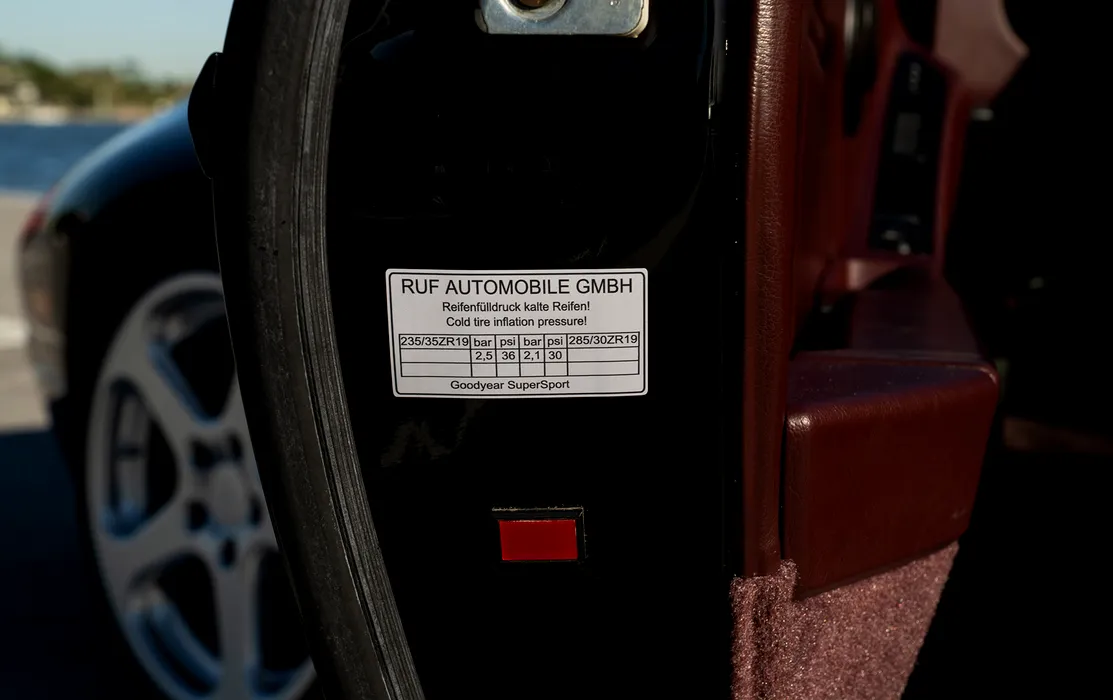 RUF AUTOMOBILE GMBH
Reifenfülldruck kalte Reifen!
Cold tire inflation pressure!
235/35ZR19 bar psi bar psi 285/30ZR19
2,5 36 2,1 30
Goodyear SuperSport